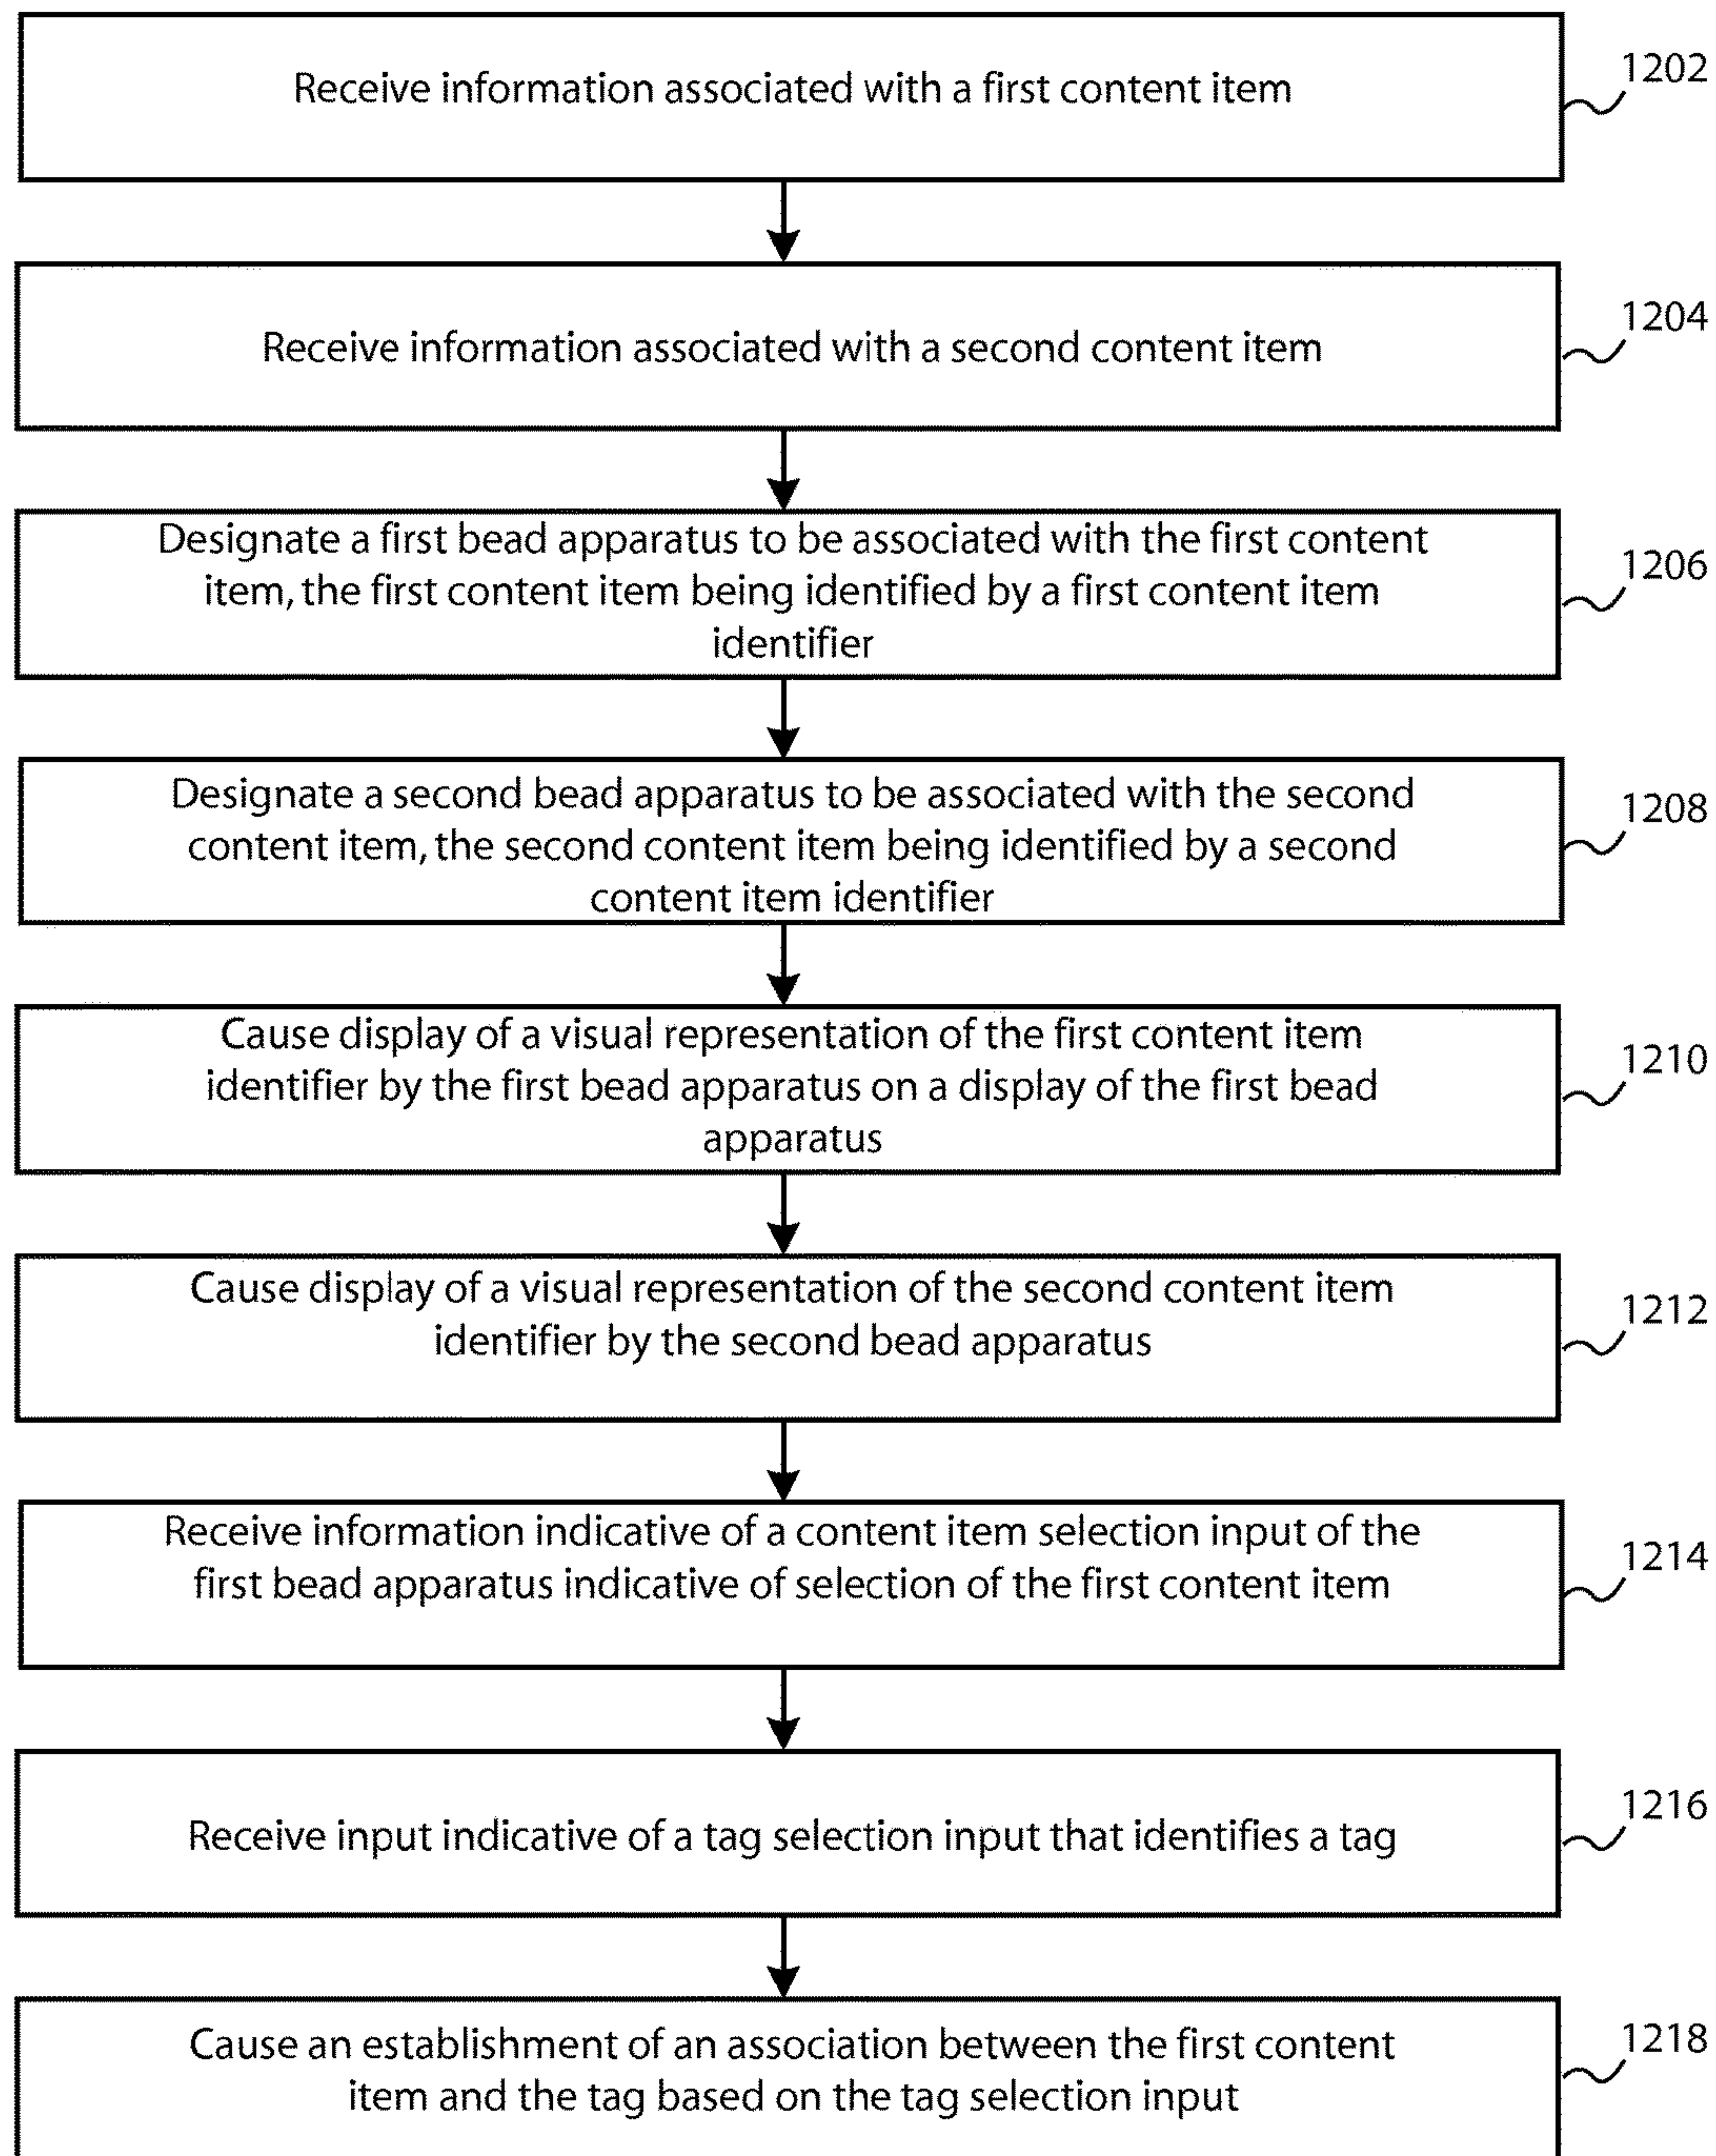 Receive information associated with a first content item
1202
Receive information associated with a second content item
1204
Designate a first bead apparatus to be associated with the first content
item, the first content item being identified by a first content item
identifier
1206
Designate a second bead apparatus to be associated with the second
content item, the second content item being identified by a second
content item identifier
1208
Cause display of a visual representation of the first content item
identifier by the first bead apparatus on a display of the first bead
apparatus
1210
Cause display of a visual representation of the second content item
identifier by the second bead apparatus
1212
Receive information indicative of a content item selection input of the
first bead apparatus indicative of selection of the first content item
1214
Receive input indicative of a tag selection input that identifies a tag
1216
Cause an establishment of an association between the first content
item and the tag based on the tag selection input
1218